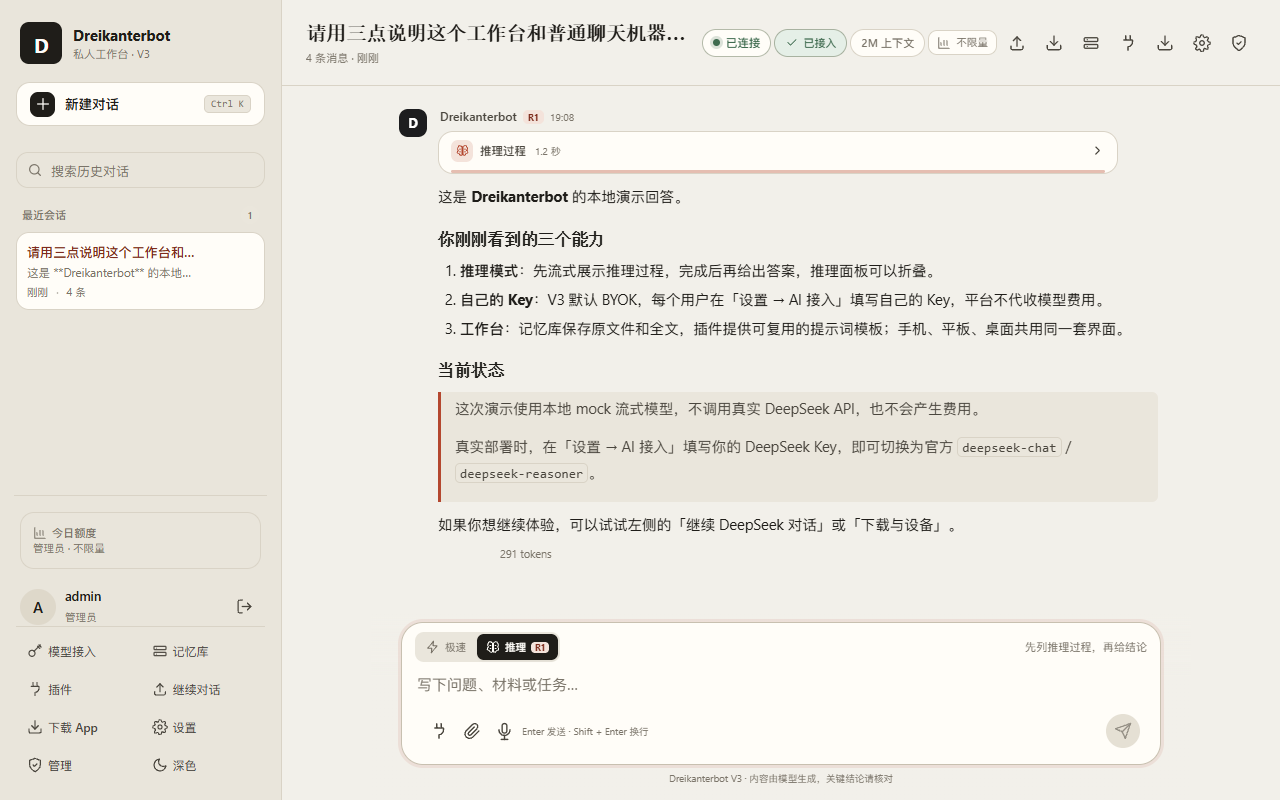 D
Dreikanterbot
私人工作台 · V3
新建对话
Ctrl K
搜索历史对话
最近会话
1
请用三点说明这个工作台和...
这是 **Dreikanterbot** 的本地...
刚刚 · 4 条
今日额度
管理员 · 不限量
A
admin
管理员
模型接入
记忆库
插件
继续对话
下载 App
设置
管理
深色
请用三点说明这个工作台和普通聊天机器...
4 条消息 · 刚刚
已连接
已接入
2M 上下文
不限量
D
Dreikanterbot R1 19:08
推理过程 1.2 秒
这是 Dreikanterbot 的本地演示回答。
你刚刚看到的三个能力
1. 推理模式：先流式展示推理过程，完成后再给出答案，推理面板可以折叠。
2. 自己的 Key：V3 默认 BYOK，每个用户在「设置 → AI 接入」填写自己的 Key，平台不代收模型费用。
3. 工作台：记忆库保存原文件和全文，插件提供可复用的提示词模板；手机、平板、桌面共用同一套界面。
当前状态
这次演示使用本地 mock 流式模型，不调用真实 DeepSeek API，也不会产生费用。
真实部署时，在「设置 → AI 接入」填写你的 DeepSeek Key，即可切换为官方 deepseek-chat /
deepseek-reasoner 。
如果你想继续体验，可以试试左侧的「继续 DeepSeek 对话」或「下载与设备」。
291 tokens
极速
推理 R1
先列推理过程，再给结论
写下问题、材料或任务...
Enter 发送 · Shift + Enter 换行
Dreikanterbot V3 · 内容由模型生成，关键结论请核对